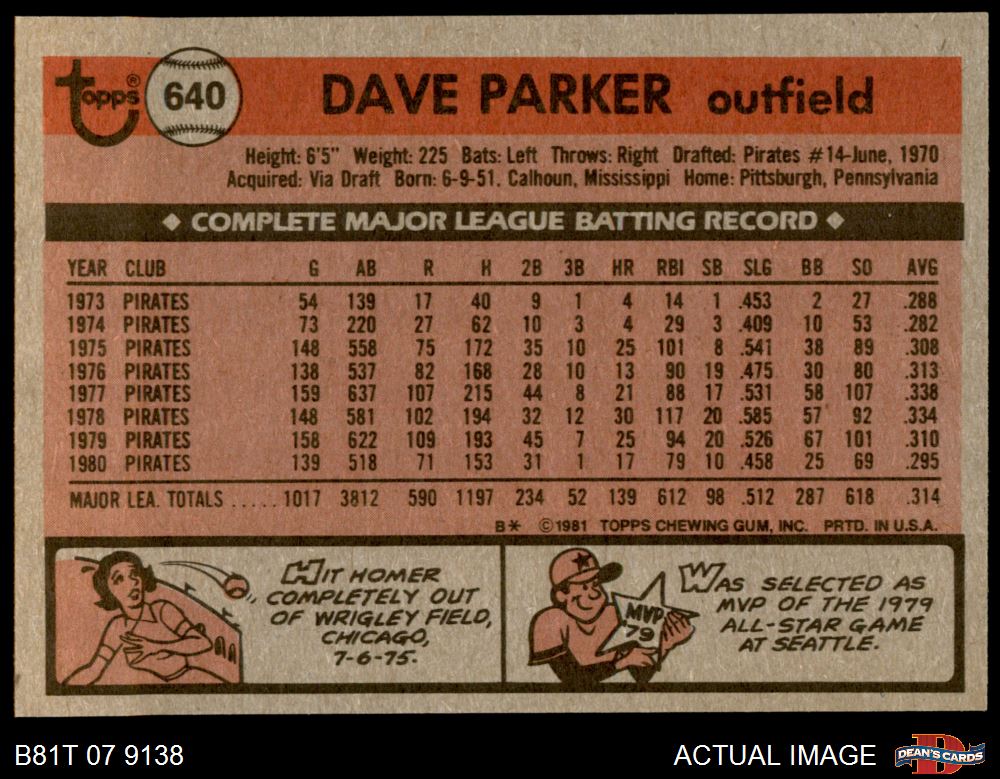 Topps® 640 DAVE PARKER outfield
Height: 6'5" Weight: 225 Bats: Left Throws: Right Drafted: Pirates #14-June, 1970
Acquired: Via Draft Born: 6-9-51, Calhoun, Mississippi Home: Pittsburgh, Pennsylvania
◆ COMPLETE MAJOR LEAGUE BATTING RECORD ◆
YEAR CLUB G AB R H 2B 3B HR RBI SB SLG BB SO AVG
1973 PIRATES 54 139 17 40 9 1 4 14 1 .453 2 27 .288
1974 PIRATES 73 220 27 62 10 3 4 29 3 .409 10 53 .282
1975 PIRATES 148 558 75 172 35 10 25 101 8 .541 38 89 .308
1976 PIRATES 138 537 82 168 28 10 13 90 19 .475 30 80 .313
1977 PIRATES 159 637 107 215 44 8 21 88 17 .531 58 107 .338
1978 PIRATES 148 581 102 194 32 12 30 117 20 .585 57 92 .334
1979 PIRATES 158 622 109 193 45 7 25 94 20 .526 67 101 .310
1980 PIRATES 139 518 71 153 31 1 17 79 10 .458 25 69 .295
MAJOR LEA. TOTALS ..... 1017 3812 590 1197 234 52 139 612 98 .512 287 618 .314
B* ©1981 TOPPS CHEWING GUM, INC. PRTD. IN U.S.A.
HIT HOMER
COMPLETELY OUT
OF WRIGLEY FIELD,
CHICAGO,
7-6-75.
MVP
'79
WAS SELECTED AS
MVP OF THE 1979
ALL-STAR GAME
AT SEATTLE.
B81T 07 9138 ACTUAL IMAGE DEAN'S CARDS